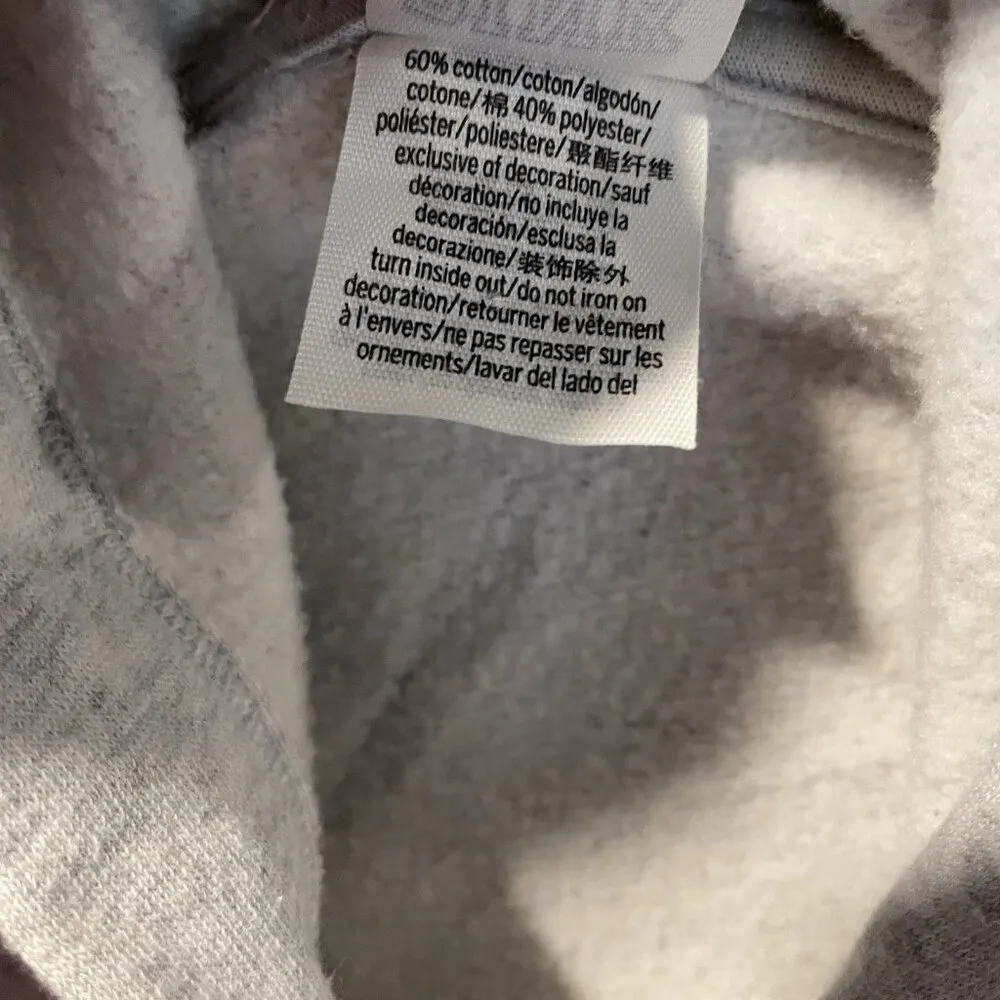 60% cotton/coton/algodón/
cotone/棉 40% polyester/
poliéster/poliestere/聚酯纤维
exclusive of decoration/sauf
décoration/no incluye la
decoración/esclusa la
decorazione/装饰除外
turn inside out/do not iron on
decoration/retourner le vêtement
à l'envers/ne pas repasser sur les
ornements/lavar del lado del